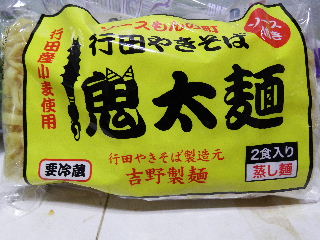 ソース付き
行田やきそば
行田産小麦使用
鬼太麺
行田やきそば製造元
吉野製麺
要冷蔵
2食入り
蒸し麺